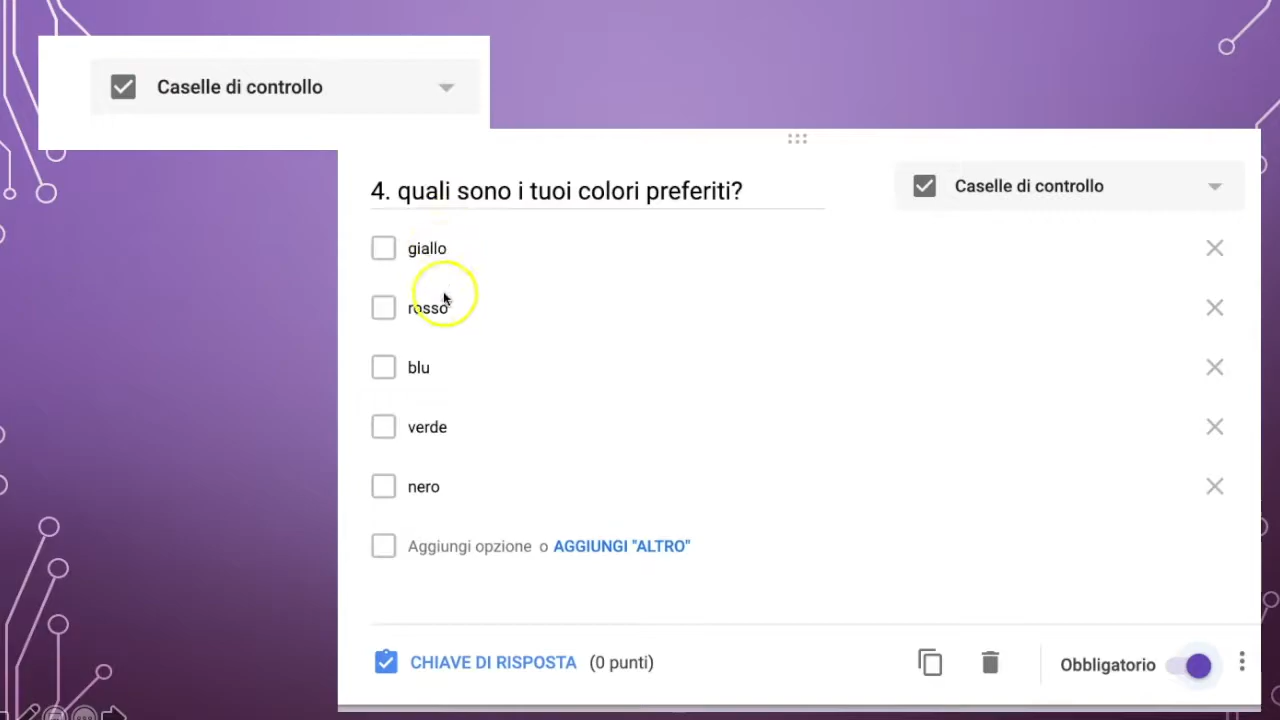 Caselle di controllo
4. quali sono i tuoi colori preferiti?
Caselle di controllo
giallo
rosso
blu
verde
nero
Aggiungi opzione o AGGIUNGI "ALTRO"
CHIAVE DI RISPOSTA (0 punti)
Obbligatorio